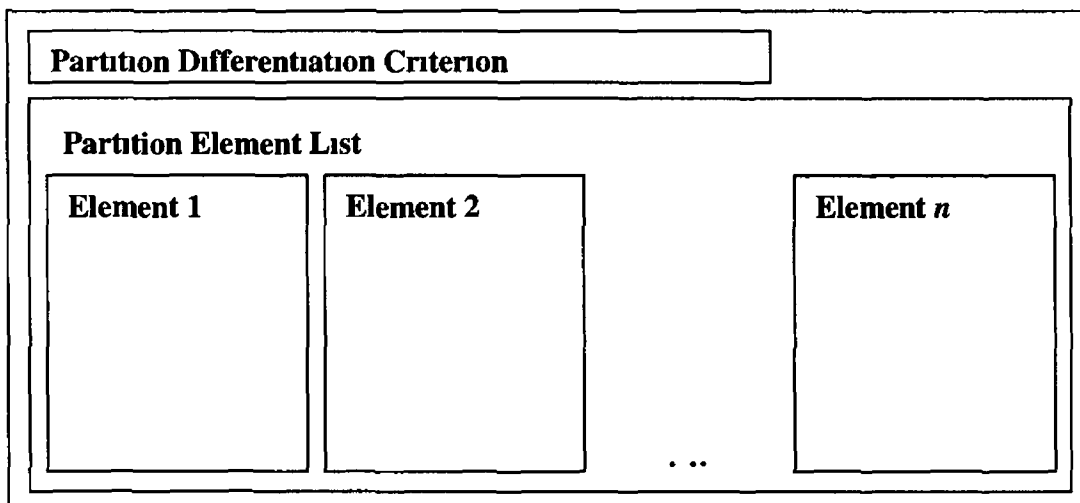 Partition Differentiation Criterion
Partition Element List
Element 1 Element 2 Element n
. ..